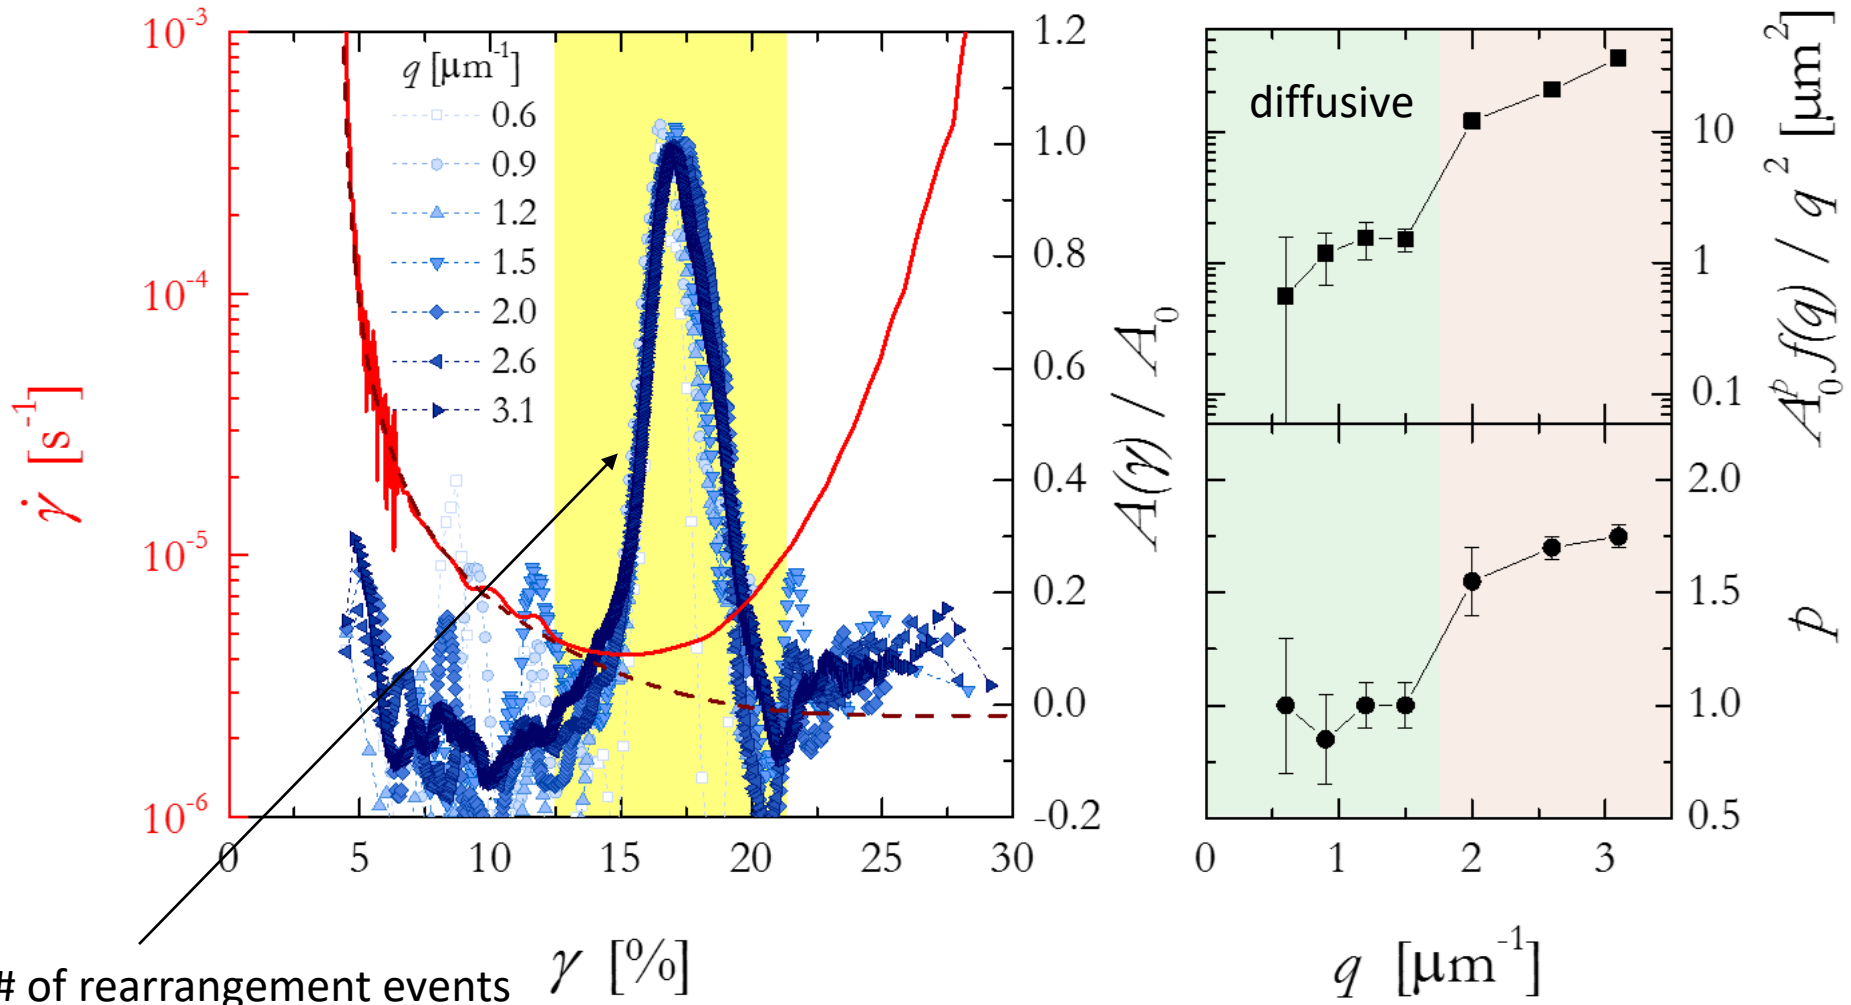 10⁻³
10⁻⁴
10⁻⁵
10⁻⁶
γ̇ [s⁻¹]
q [μm⁻¹]
0.6
0.9
1.2
1.5
2.0
2.6
3.1
1.2
1.0
0.8
0.6
0.4
0.2
0.0
-0.2
A(γ) / A₀
0 5 10 15 20 25 30
γ [%]
# of rearrangement events
diffusive
10
1
0.1
A₀ᵖf(q) / q² [μm²]
2.0
1.5
1.0
0.5
p
0 1 2 3
q [μm⁻¹]